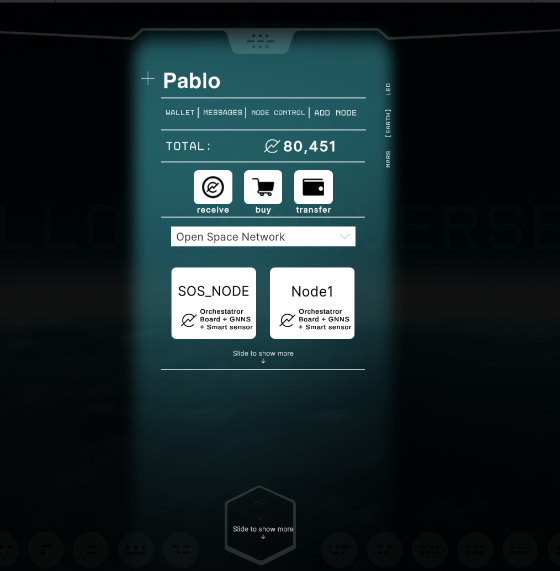 Pablo
WALLET| MESSAGES| NODE CONTROL| ADD NODE
TOTAL: 80,451
receive buy transfer
Open Space Network
SOS_NODE
Orchestatror
Board + GNNS
+ Smart sensor
Node1
Orchestatror
Board + GNNS
+ Smart sensor
Slide to show more
Slide to show more
LEO
[EARTH]
MARS